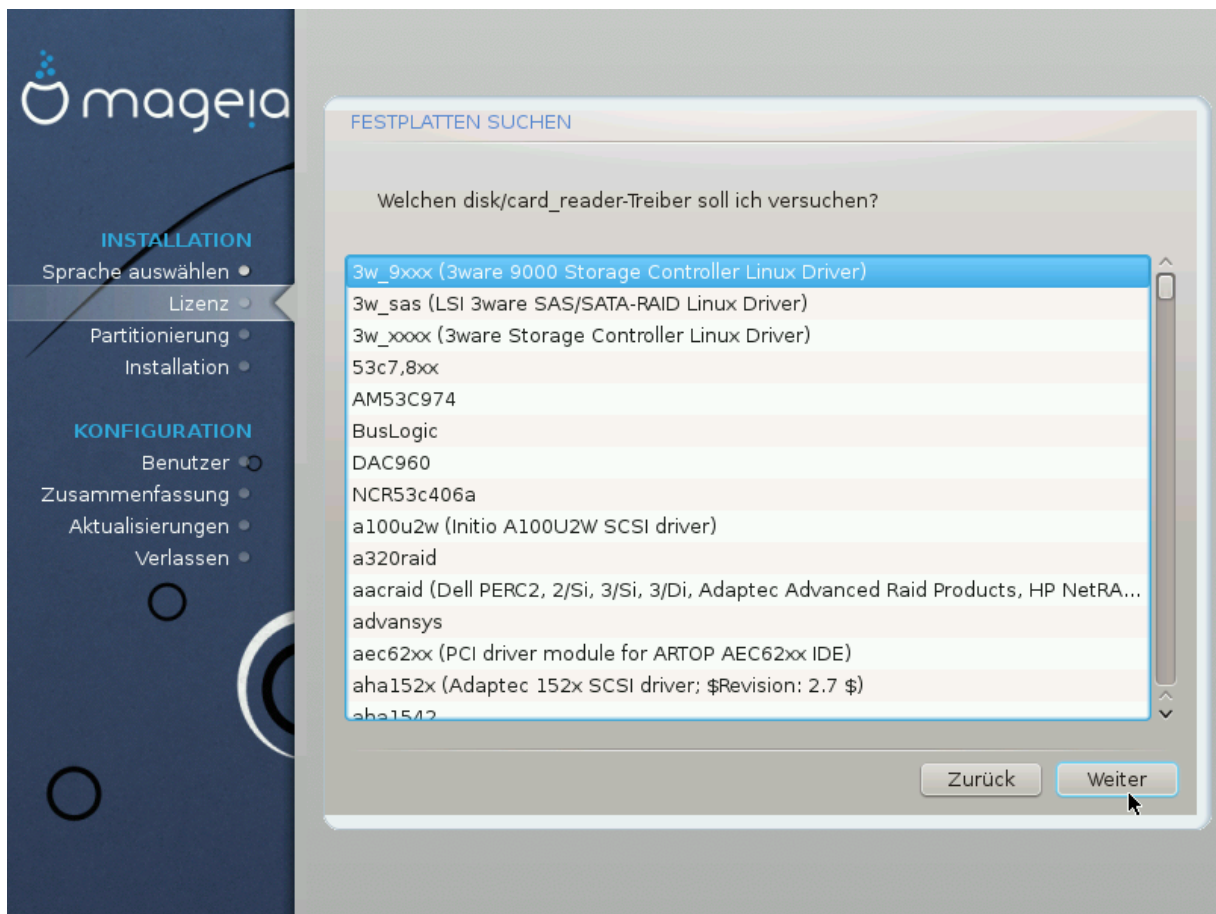 mageia
INSTALLATION
Sprache auswählen
Lizenz
Partitionierung
Installation
KONFIGURATION
Benutzer
Zusammenfassung
Aktualisierungen
Verlassen
FESTPLATTEN SUCHEN
Welchen disk/card_reader-Treiber soll ich versuchen?
3w_9xxx (3ware 9000 Storage Controller Linux Driver)
3w_sas (LSI 3ware SAS/SATA-RAID Linux Driver)
3w_xxxx (3ware Storage Controller Linux Driver)
53c7,8xx
AM53C974
BusLogic
DAC960
NCR53c406a
a100u2w (Initio A100U2W SCSI driver)
a320raid
aacraid (Dell PERC2, 2/Si, 3/Si, 3/Di, Adaptec Advanced Raid Products, HP NetRA...
advansys
aec62xx (PCI driver module for ARTOP AEC62xx IDE)
aha152x (Adaptec 152x SCSI driver; $Revision: 2.7 $)
aha1542
Zurück
Weiter